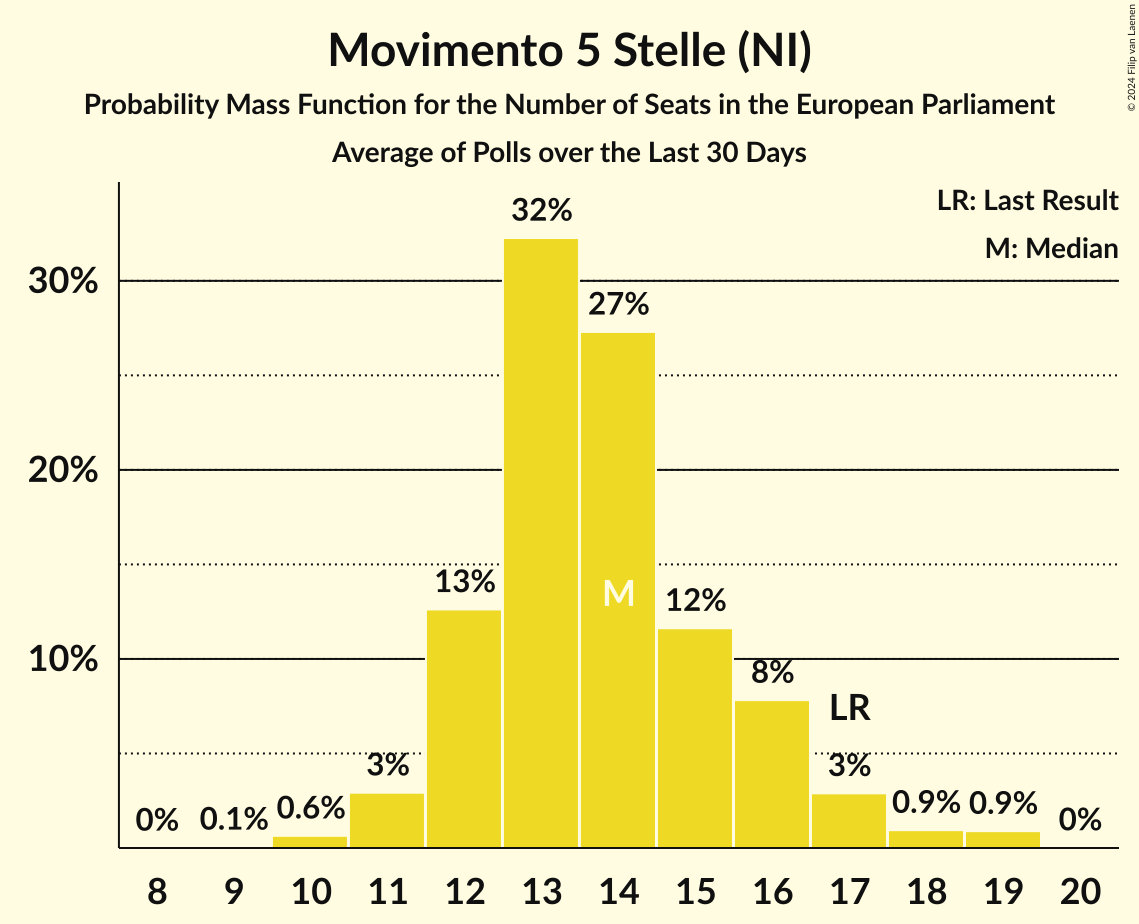 Movimento 5 Stelle (NI)
Probability Mass Function for the Number of Seats in the European Parliament
Average of Polls over the Last 30 Days
© 2024 Filip van Laenen
LR: Last Result
M: Median
30%
20%
10%
0%
0.1%
0.6%
3%
13%
32%
27%
M
12%
8%
LR
3%
0.9%
0.9%
0%
8 9 10 11 12 13 14 15 16 17 18 19 20